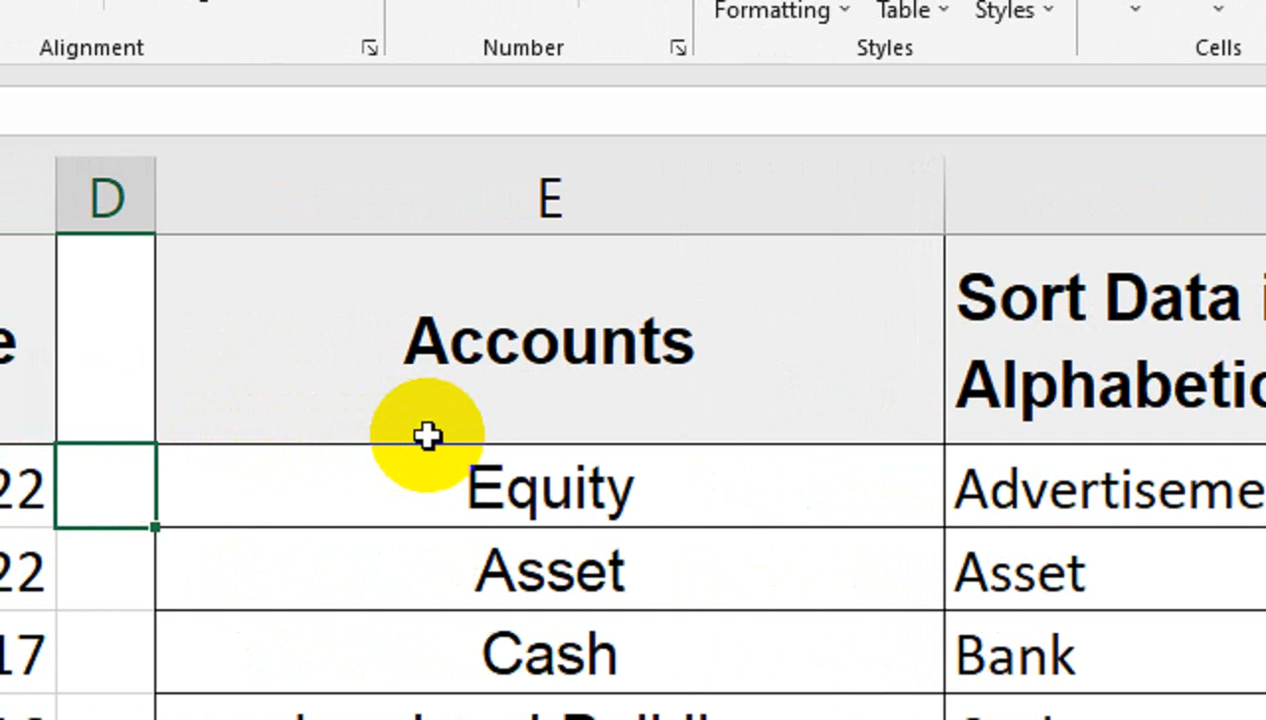 Formatting Table Styles
Alignment Number Styles Cells
D E
e Accounts Sort Data i
Alphabetic
22 Equity Advertiseme
22 Asset Asset
17 Cash Bank